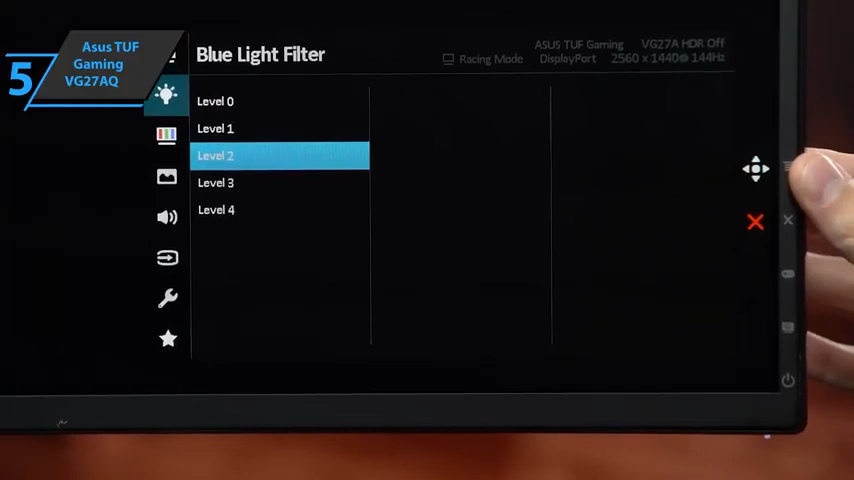 5
Asus TUF
Gaming
VG27AQ
Blue Light Filter
Racing Mode
ASUS TUF Gaming VG27A HDR Off
DisplayPort 2560 x 1440@ 144Hz
Level 0
Level 1
Level 2
Level 3
Level 4